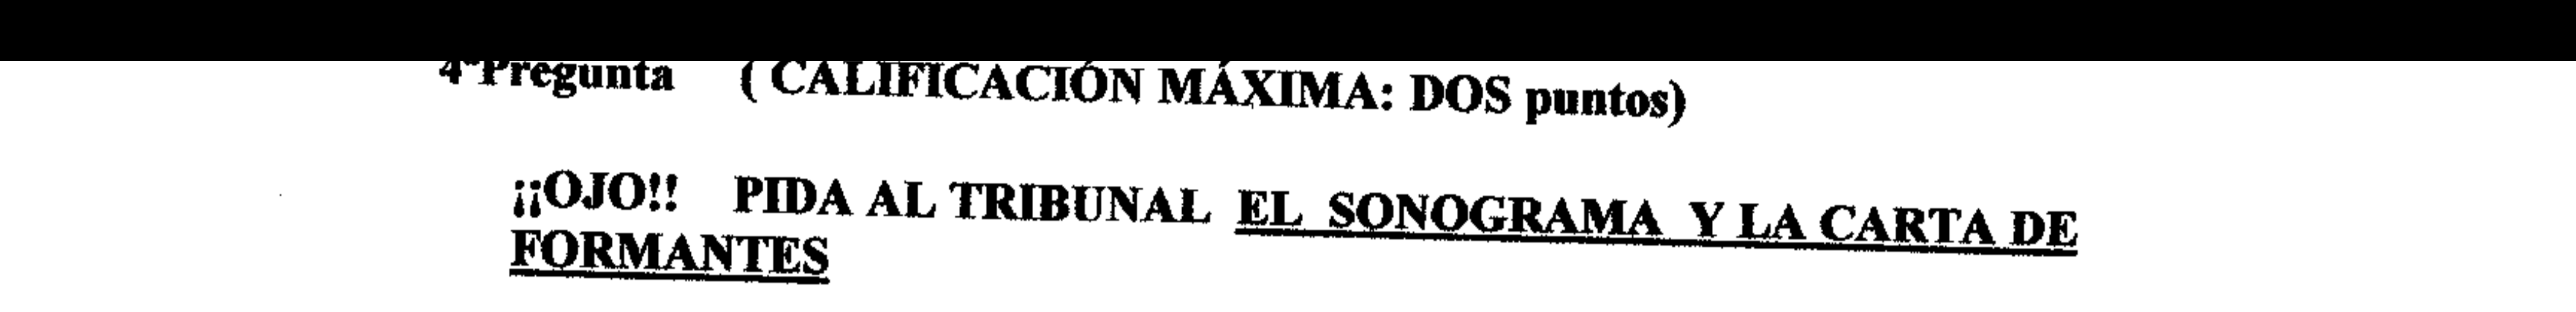 4ªPregunta ( CALIFICACIÓN MÁXIMA: DOS puntos)
¡¡OJO!! PIDA AL TRIBUNAL EL SONOGRAMA Y LA CARTA DE
FORMANTES